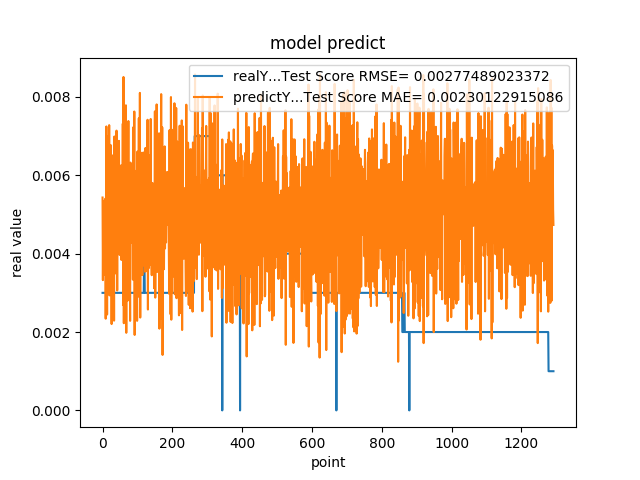 model predict
realY...Test Score RMSE= 0.00277489023372
predictY...Test Score MAE= 0.00230122915086
real value
0.008
0.006
0.004
0.002
0.000
0 200 400 600 800 1000 1200
point